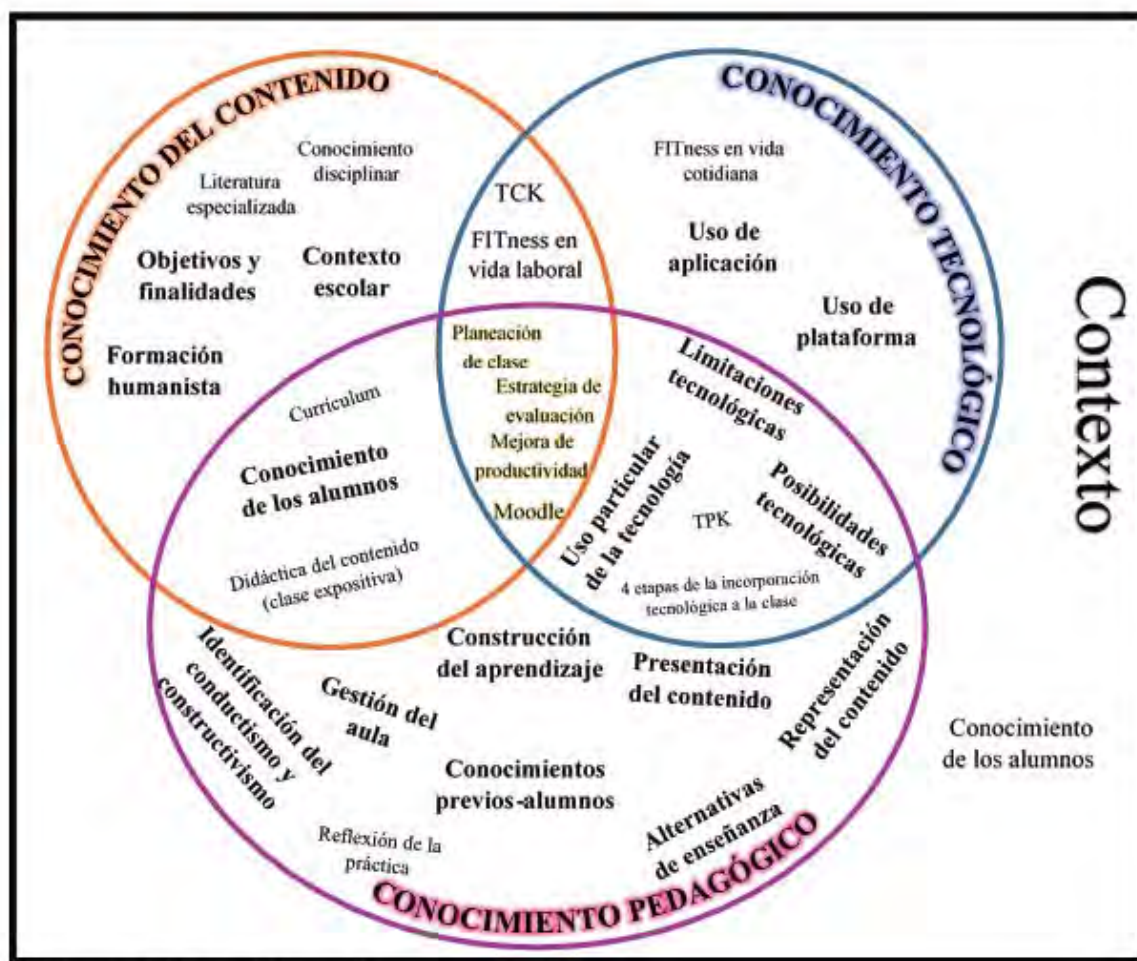 CONOCIMIENTO DEL CONTENIDO
Conocimiento
disciplinar
Literatura
especializada
Objetivos y
finalidades
Contexto
escolar
Formación
humanista
TCK
FITness en
vida laboral
CONOCIMIENTO TECNOLÓGICO
FITness en vida
cotidiana
Uso de
aplicación
Uso de
plataforma
Contexto
Curriculum
Conocimiento
de los alumnos
Didáctica del contenido
(clase expositiva)
Planeación
de clase
Estrategia de
evaluación
Mejora de
productividad
Moodle
Limitaciones
tecnológicas
Uso particular
de la tecnología
TPK
Posibilidades
tecnológicas
4 etapas de la incorporación
tecnológica a la clase
Identificación del
conductismo y
constructivismo
Gestión del
aula
Construcción
del aprendizaje
Presentación
del contenido
Representación
del contenido
Conocimientos
previos-alumnos
Alternativas
de enseñanza
Reflexión de la
práctica
CONOCIMIENTO PEDAGÓGICO
Conocimiento
de los alumnos